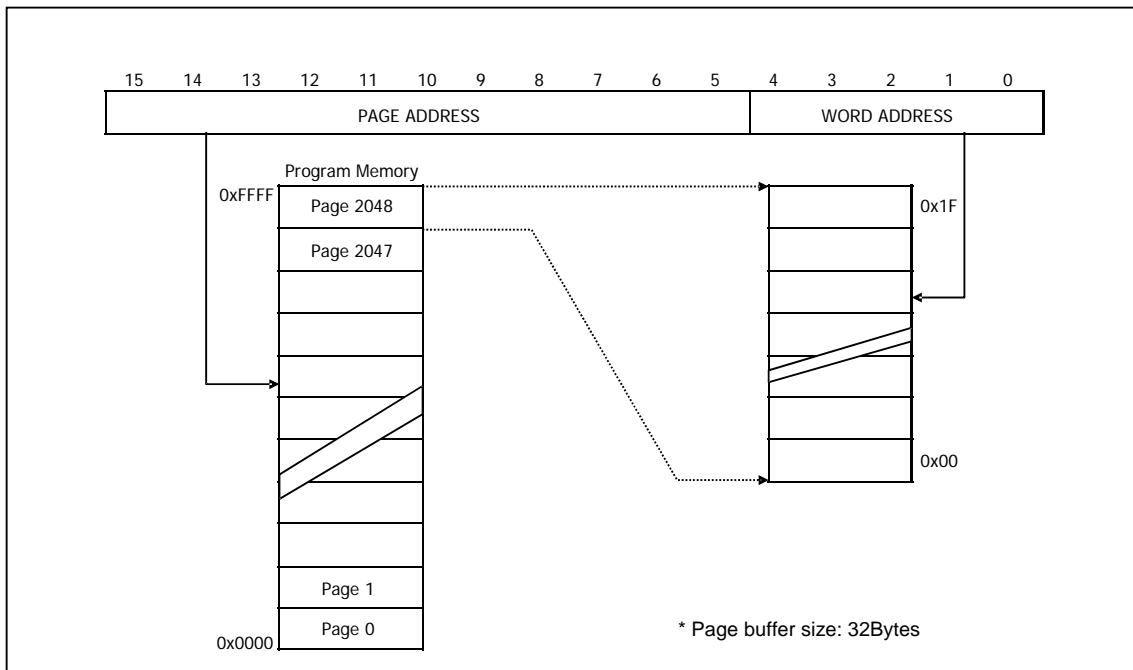 15 14 13 12 11 10 9 8 7 6 5 4 3 2 1 0
PAGE ADDRESS WORD ADDRESS
Program Memory
0xFFFF Page 2048 0x1F
Page 2047
0x00
Page 1
Page 0
0x0000
* Page buffer size: 32Bytes